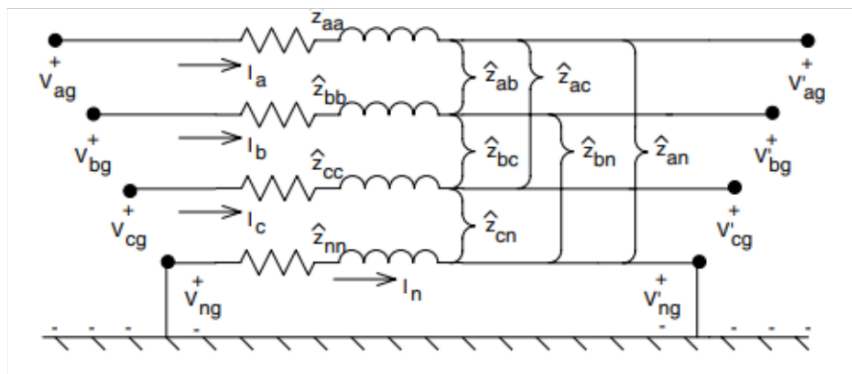 z_aa
+ V_ag I_a ẑ_ab ẑ_ac + V'_ag
ẑ_bb
+ V_bg I_b ẑ_bc ẑ_bn ẑ_an + V'_bg
ẑ_cc
+ V_cg I_c ẑ_cn + V'_cg
ẑ_nn
+ V_ng I_n + V'_ng
- - - - - - - -